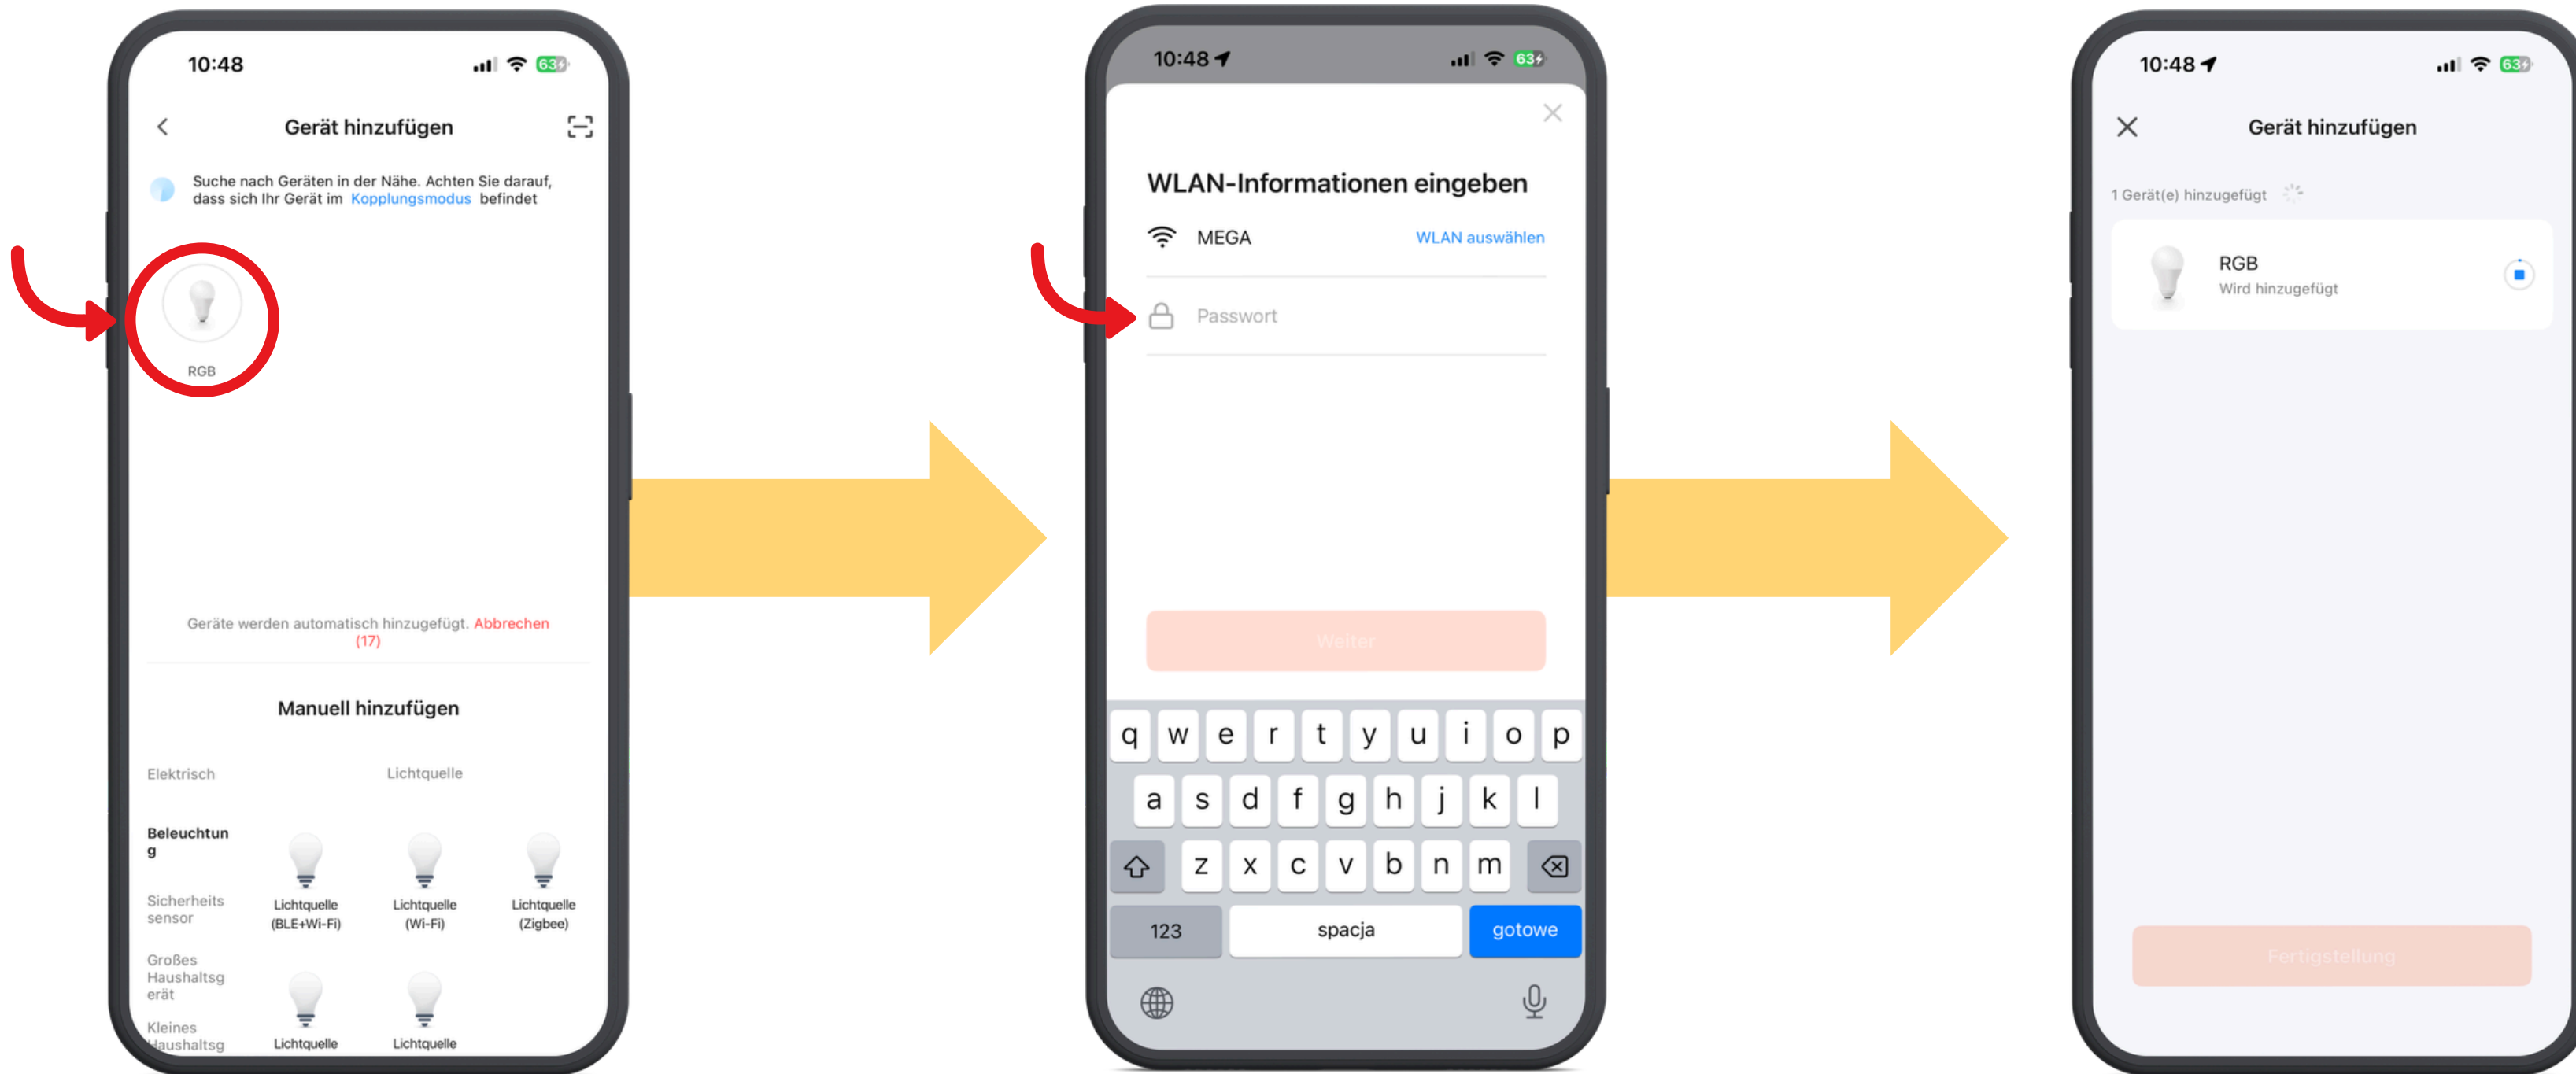 10:48
63
Gerät hinzufügen
Suche nach Geräten in der Nähe. Achten Sie darauf,
dass sich Ihr Gerät im Kopplungsmodus befindet
RGB
Geräte werden automatisch hinzugefügt. Abbrechen
(17)
Manuell hinzufügen
Elektrisch
Lichtquelle
Beleuchtun
g
Sicherheits
sensor
Großes
Haushaltsg
erät
Kleines
Haushaltsg
Lichtquelle
(BLE+Wi-Fi)
Lichtquelle
(Wi-Fi)
Lichtquelle
(Zigbee)
Lichtquelle
Lichtquelle
10:48
63
WLAN-Informationen eingeben
MEGA WLAN auswählen
Passwort
Weiter
q w e r t y u i o p
a s d f g h j k l
z x c v b n m
123 spacja gotowe
10:48
63
Gerät hinzufügen
1 Gerät(e) hinzugefügt
RGB
Wird hinzugefügt
Fertigstellung